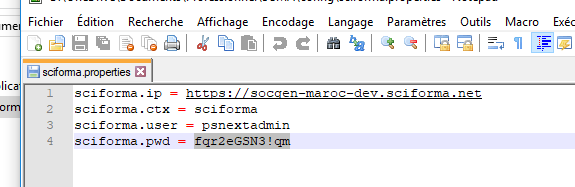 Fichier Édition Recherche Affichage Encodage Langage Paramètres Outils Macro
sciforma.properties
1 sciforma.ip = https://socgen-maroc-dev.sciforma.net
2 sciforma.ctx = sciforma
3 sciforma.user = psnextadmin
4 sciforma.pwd = fqr2eGSN3!qm